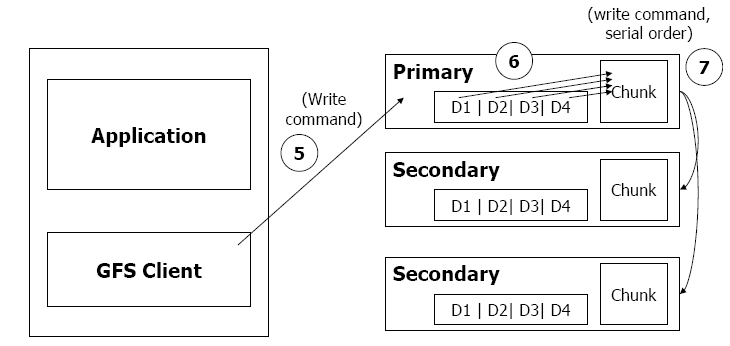 (write command,
serial order)
6
7
Primary
D1 | D2| D3| D4
Chunk
(Write
command)
5
Application
GFS Client
Secondary
D1 | D2| D3| D4
Chunk
Secondary
D1 | D2| D3| D4
Chunk